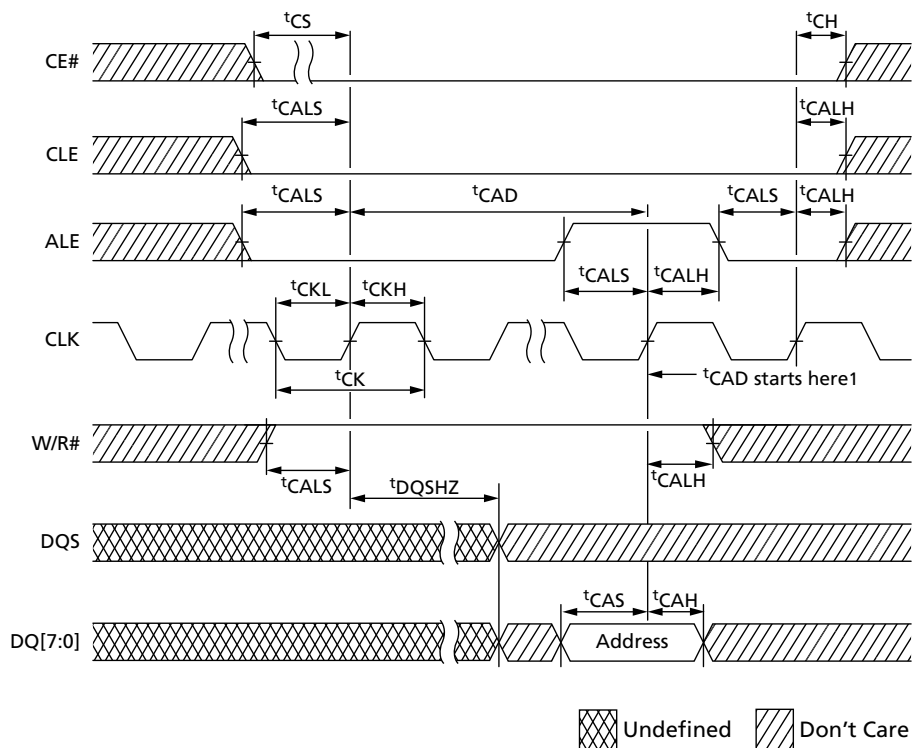 tCS tCH
CE#
tCALS tCALH
CLE
tCALS tCAD tCALS tCALH
ALE
tCALS tCALH
tCKL tCKH
CLK
tCK tCAD starts here1
W/R#
tCALS tDQSHZ tCALH
DQS
tCAS tCAH
DQ[7:0] Address
Undefined Don't Care